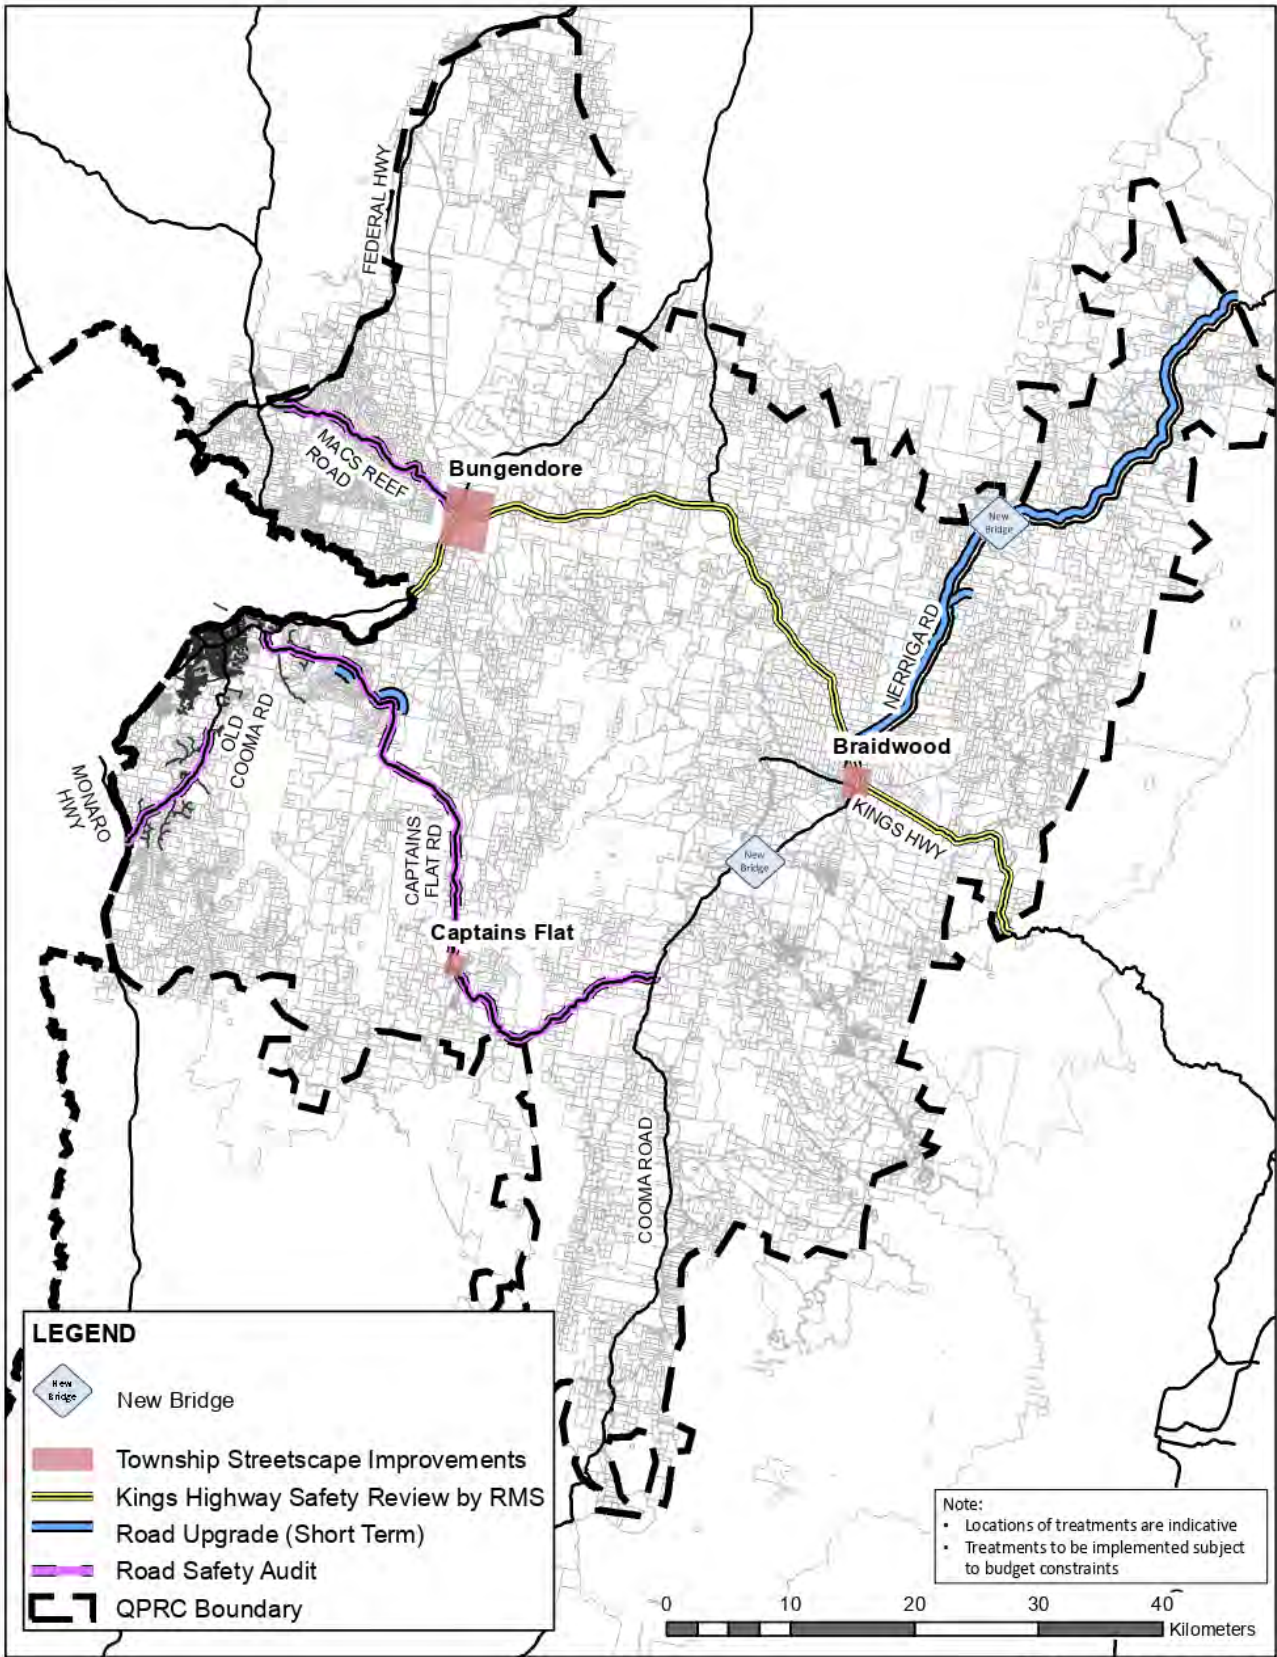 FEDERAL HWY
MACS REEF
ROAD
Bungendore
New
Bridge
NERRIGA RD
OLD
COOMA RD
Braidwood
MONARO
HWY
KINGS HWY
CAPTAINS
FLAT RD
New
Bridge
Captains Flat
COOMA ROAD
LEGEND
New
Bridge
New Bridge
Township Streetscape Improvements
Kings Highway Safety Review by RMS
Road Upgrade (Short Term)
Road Safety Audit
QPRC Boundary
Note:
• Locations of treatments are indicative
• Treatments to be implemented subject
to budget constraints
0 10 20 30 40
Kilometers